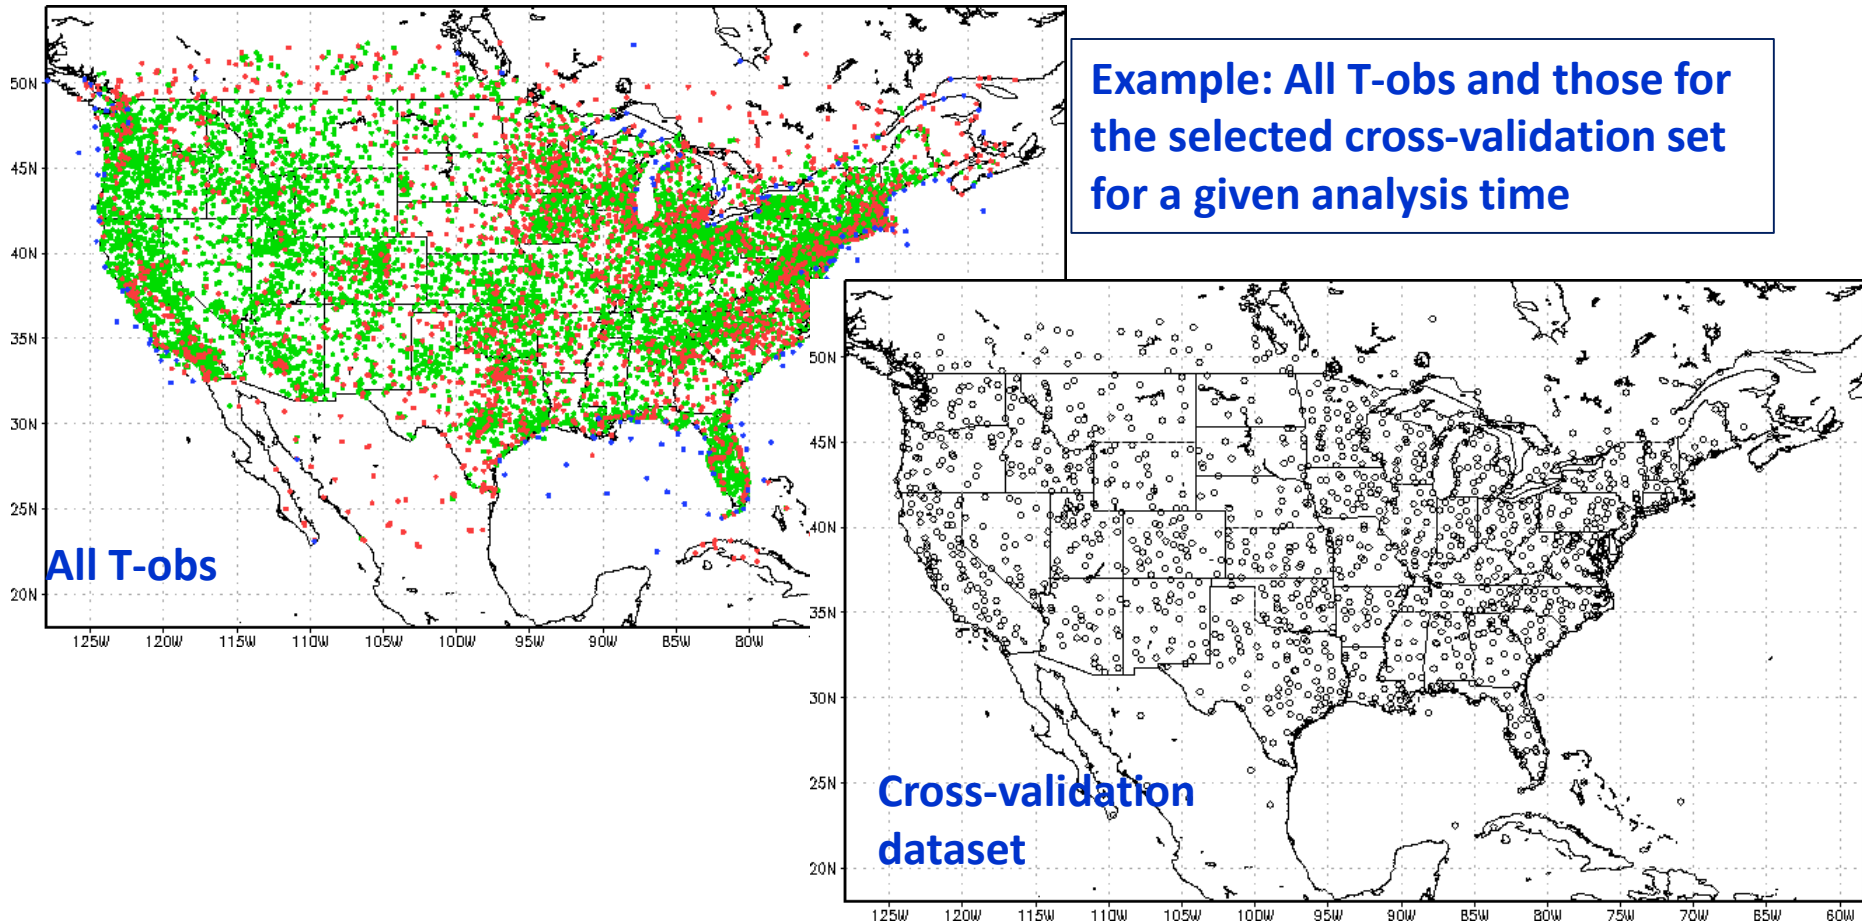 Example: All T-obs and those for
the selected cross-validation set
for a given analysis time
50N
45N
40N
35N
30N
25N
20N
All T-obs
125W 120W 115W 110W 105W 100W 95W 90W 85W 80W
50N
45N
40N
35N
30N
25N
20N
Cross-validation
dataset
125W 120W 115W 110W 105W 100W 95W 90W 85W 80W 75W 70W 65W 60W